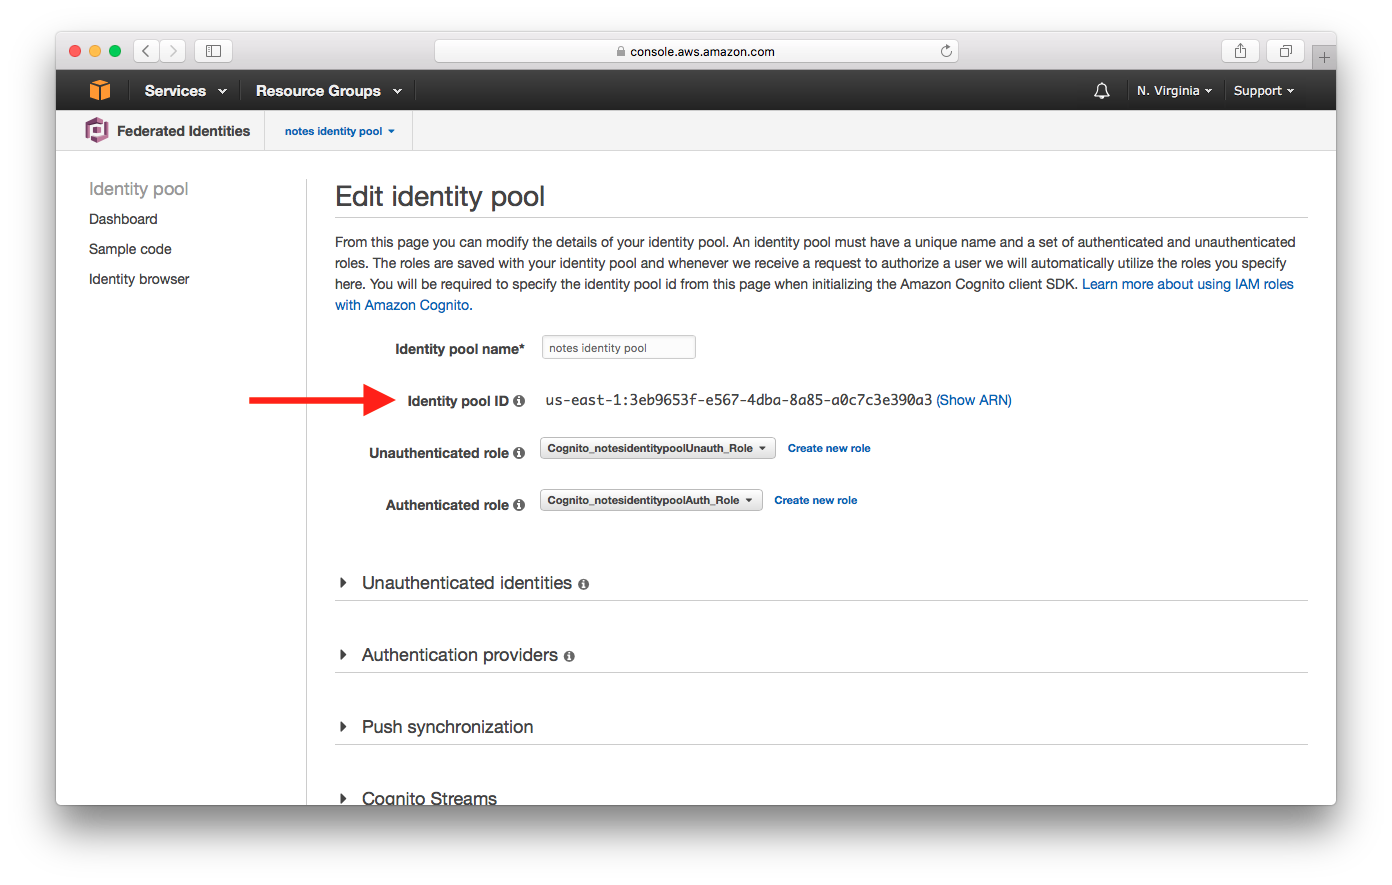 console.aws.amazon.com
Services
Resource Groups
N. Virginia
Support
Federated Identities
notes identity pool
Identity pool
Dashboard
Sample code
Identity browser
Edit identity pool
From this page you can modify the details of your identity pool. An identity pool must have a unique name and a set of authenticated and unauthenticated
roles. The roles are saved with your identity pool and whenever we receive a request to authorize a user we will automatically utilize the roles you specify
here. You will be required to specify the identity pool id from this page when initializing the Amazon Cognito client SDK. Learn more about using IAM roles
with Amazon Cognito.
Identity pool name* notes identity pool
Identity pool ID us-east-1:3eb9653f-e567-4dba-8a85-a0c7c3e390a3 (Show ARN)
Unauthenticated role Cognito_notesidentitypoolUnauth_Role Create new role
Authenticated role Cognito_notesidentitypoolAuth_Role Create new role
Unauthenticated identities
Authentication providers
Push synchronization
Cognito Streams